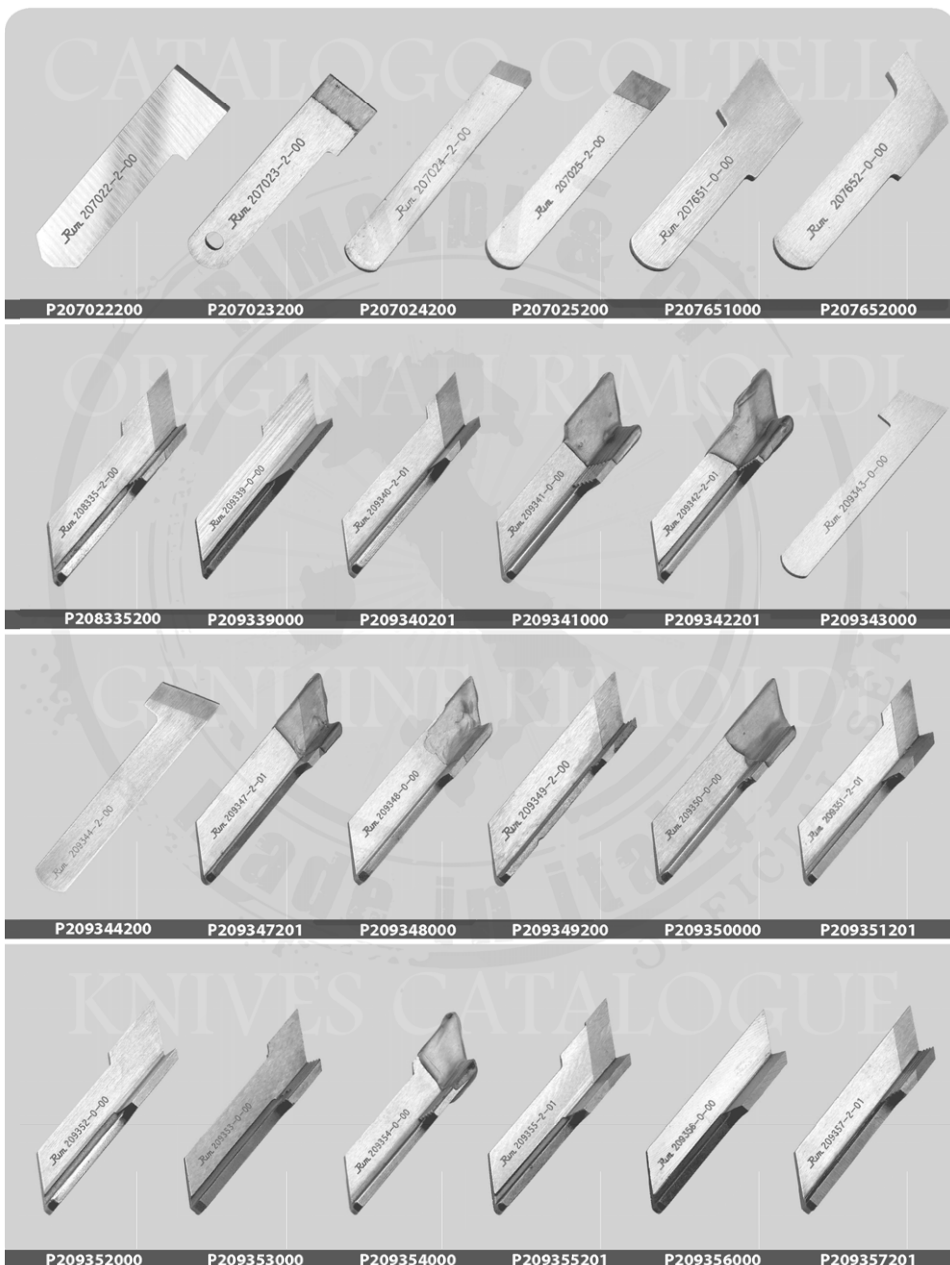 CATALOGO COLTELLI
Rim 207022-2-00
Rim 207023-2-00
Rim 207024-2-00
Rim 207025-2-00
Rim 207651-0-00
Rim 207652-0-00
RIMOLDI & CF
P207022200 P207023200 P207024200 P207025200 P207651000 P207652000
ORIGINALI RIMOLDI
Rim 208335-2-00
Rim 209339-0-00
Rim 209340-2-01
Rim 209341-0-00
Rim 209342-2-01
Rim 209343-0-00
P208335200 P209339000 P209340201 P209341000 P209342201 P209343000
GENUINE RIMOLDI
Rim 209344-2-00
Rim 209347-2-01
Rim 209348-0-00
Rim 209349-2-00
Rim 209350-0-00
Rim 209351-2-01
made in italy
P209344200 P209347201 P209348000 P209349200 P209350000 P209351201
KNIVES CATALOGUE
Rim 209352-0-00
Rim 209353-0-00
Rim 209354-0-00
Rim 209355-2-01
Rim 209356-0-00
Rim 209357-2-01
P209352000 P209353000 P209354000 P209355201 P209356000 P209357201